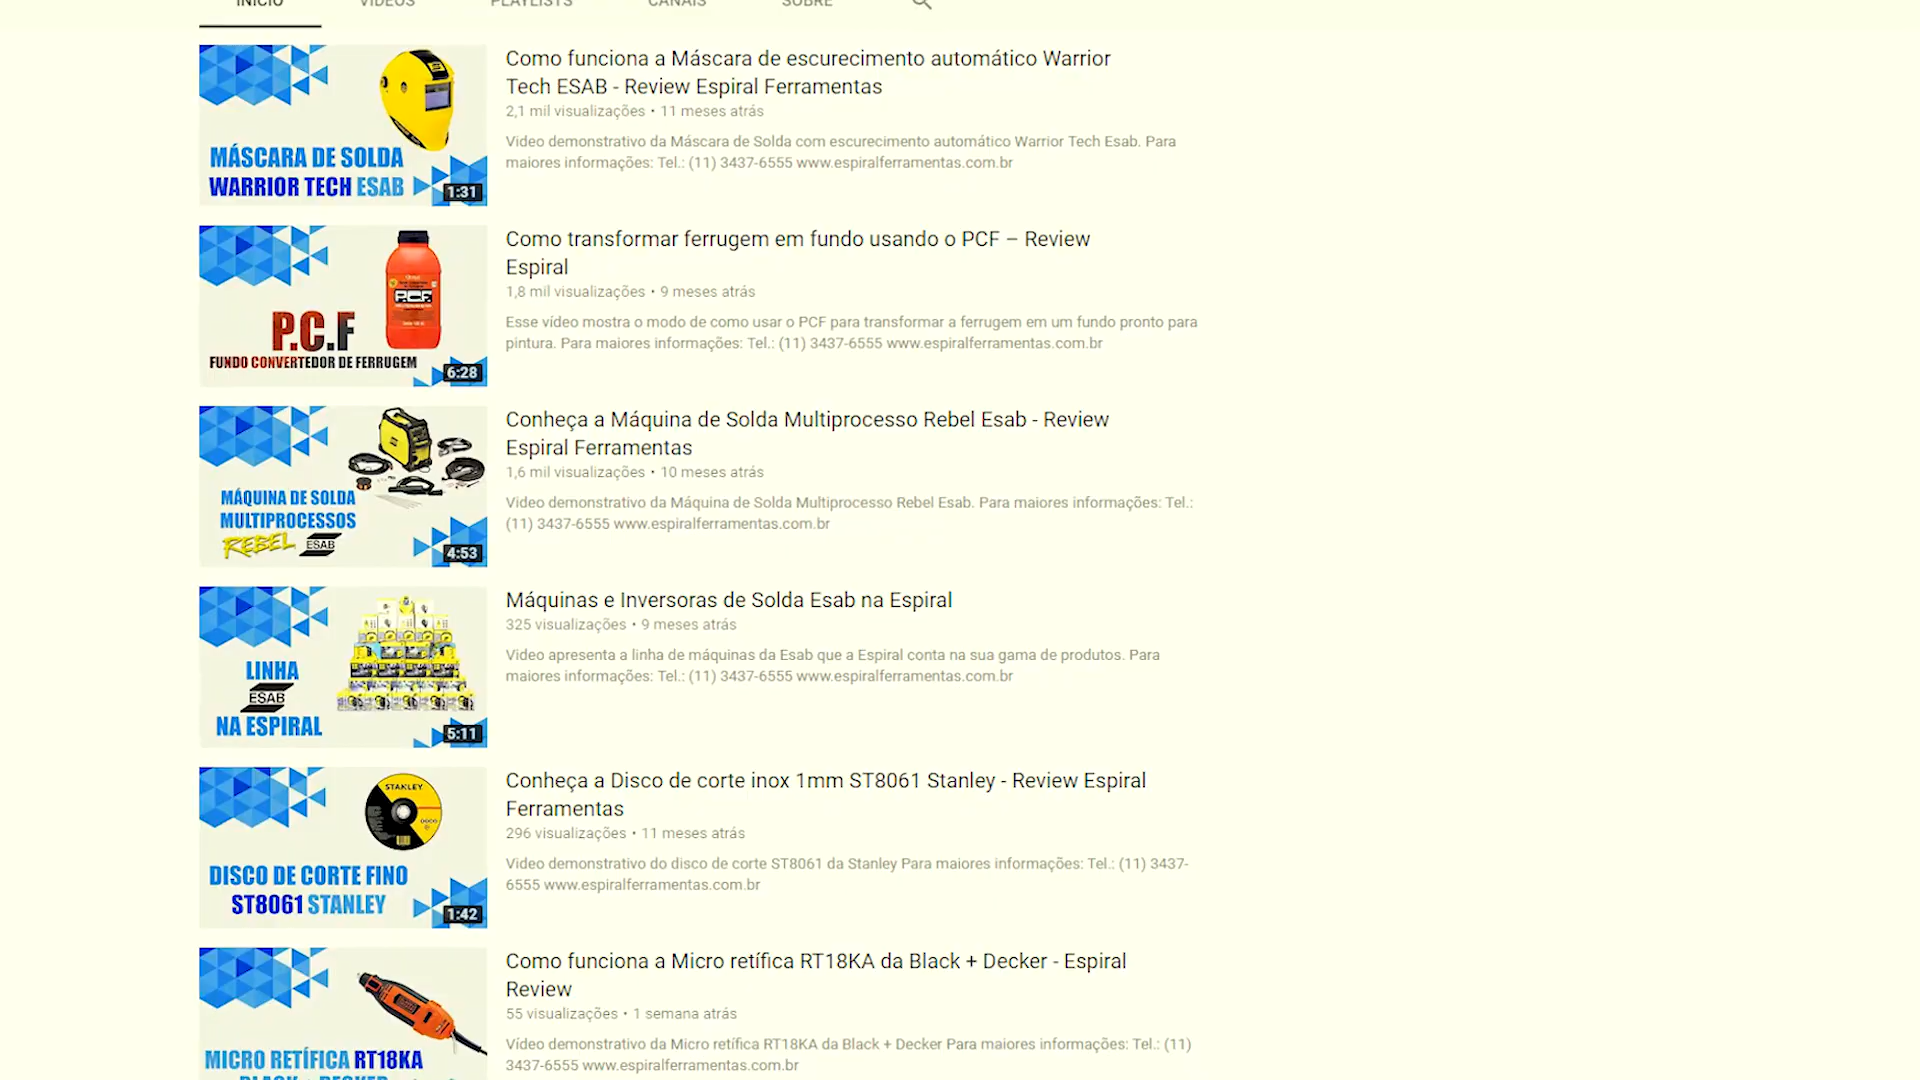 INÍCIO VÍDEOS PLAYLISTS CANAIS SOBRE
MÁSCARA DE SOLDA
WARRIOR TECH ESAB
1:31
Como funciona a Máscara de escurecimento automático Warrior
Tech ESAB - Review Espiral Ferramentas
2,1 mil visualizações • 11 meses atrás
Video demonstrativo da Máscara de Solda com escurecimento automático Warrior Tech Esab. Para
maiores informações: Tel.: (11) 3437-6555 www.espiralferramentas.com.br
P.C.F.
P.C.F
FUNDO CONVERTEDOR DE FERRUGEM
6:28
Como transformar ferrugem em fundo usando o PCF – Review
Espiral
1,8 mil visualizações • 9 meses atrás
Esse vídeo mostra o modo de como usar o PCF para transformar a ferrugem em um fundo pronto para
pintura. Para maiores informações: Tel.: (11) 3437-6555 www.espiralferramentas.com.br
MÁQUINA DE SOLDA
MULTIPROCESSOS
REBEL ESAB
4:53
Conheça a Máquina de Solda Multiprocesso Rebel Esab - Review
Espiral Ferramentas
1,6 mil visualizações • 10 meses atrás
Video demonstrativo da Máquina de Solda Multiprocesso Rebel Esab. Para maiores informações: Tel.:
(11) 3437-6555 www.espiralferramentas.com.br
LINHA
ESAB
NA ESPIRAL
5:11
Máquinas e Inversoras de Solda Esab na Espiral
325 visualizações • 9 meses atrás
Video apresenta a linha de máquinas da Esab que a Espiral conta na sua gama de produtos. Para
maiores informações: Tel.: (11) 3437-6555 www.espiralferramentas.com.br
STANLEY
DISCO DE CORTE FINO
ST8061 STANLEY
1:42
Conheça a Disco de corte inox 1mm ST8061 Stanley - Review Espiral
Ferramentas
296 visualizações • 11 meses atrás
Video demonstrativo do disco de corte ST8061 da Stanley Para maiores informações: Tel.: (11) 3437-
6555 www.espiralferramentas.com.br
MICRO RETÍFICA RT18KA
BLACK + DECKER
Como funciona a Micro retífica RT18KA da Black + Decker - Espiral
Review
55 visualizações • 1 semana atrás
Vídeo demonstrativo da Micro retífica RT18KA da Black + Decker Para maiores informações: Tel.: (11)
3437-6555 www.espiralferramentas.com.br